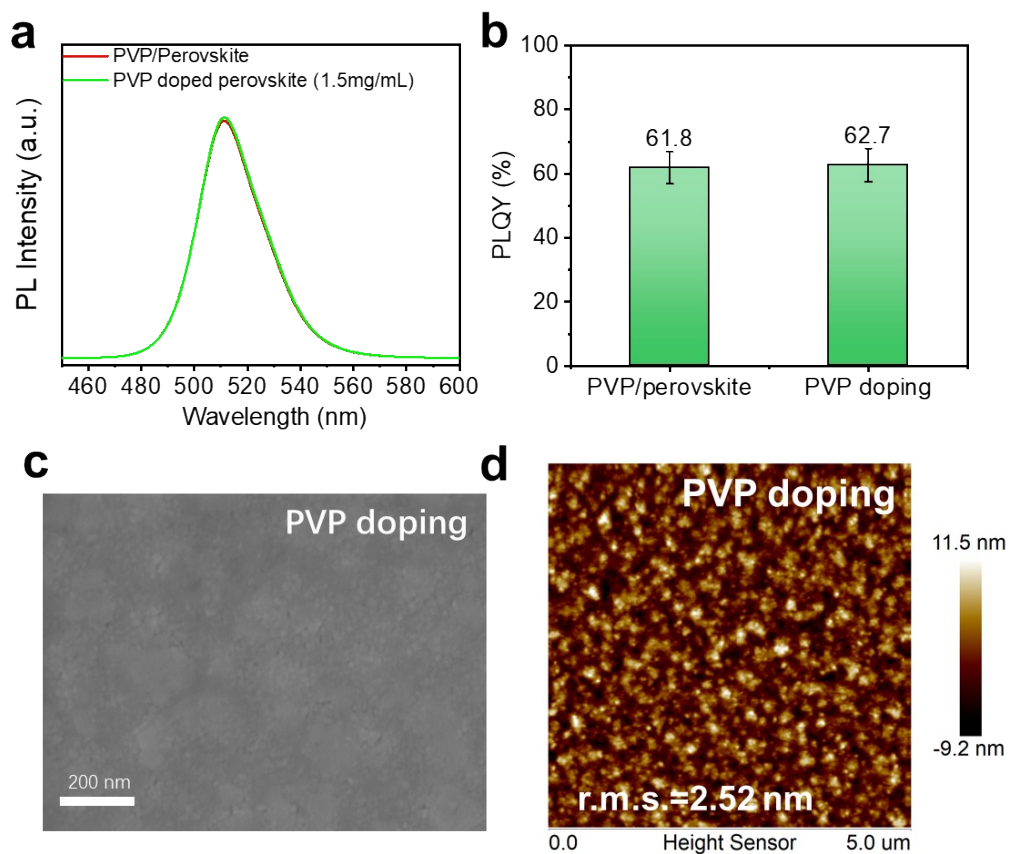 a
PVP/Perovskite
PVP doped perovskite (1.5mg/mL)
PL Intensity (a.u.)
460 480 500 520 540 560 580 600
Wavelength (nm)
b
100
80
60
40
20
0
PLQY (%)
61.8
62.7
PVP/perovskite
PVP doping
c
PVP doping
200 nm
d
PVP doping
r.m.s.=2.52 nm
11.5 nm
-9.2 nm
0.0
Height Sensor
5.0 um